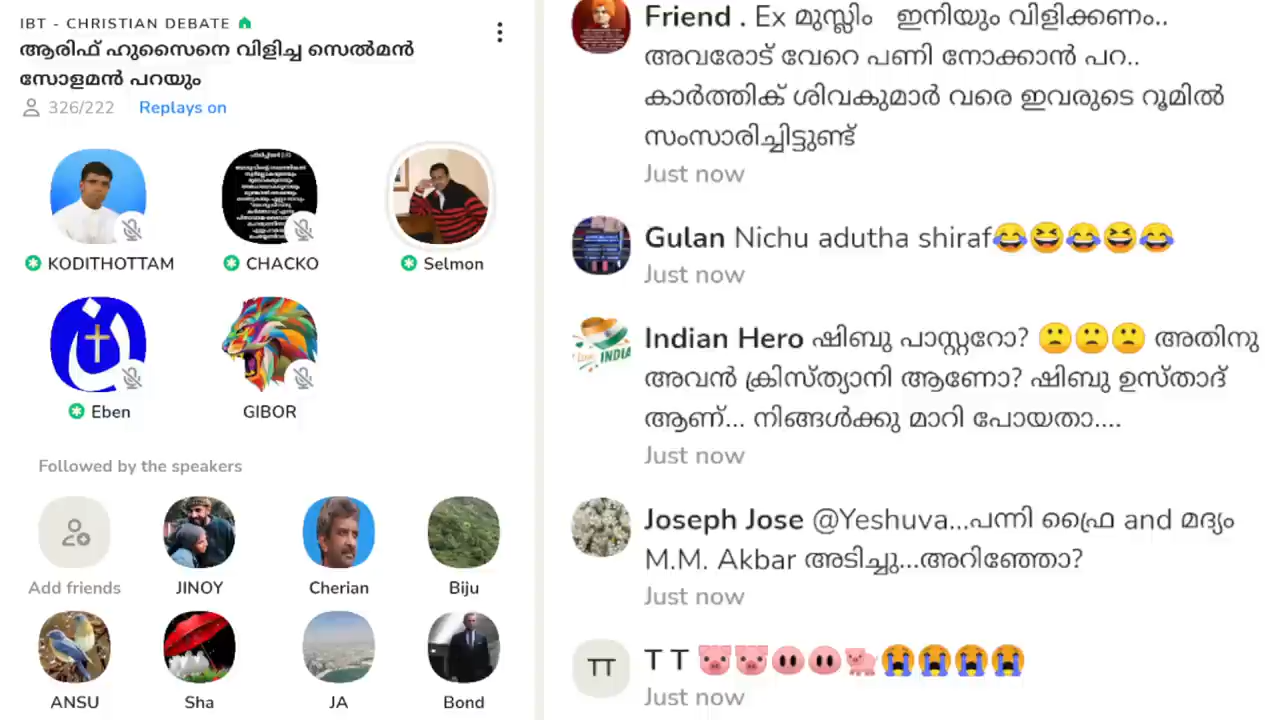 IBT - CHRISTIAN DEBATE
ആരിഫ് ഹുസൈനെ വിളിച്ച സെൽമൻ
സോളമൻ പറയും
326/222 Replays on
KODITHOTTAM
CHACKO
Selmon
Eben
GIBOR
Followed by the speakers
Add friends
JINOY
Cherian
Biju
ANSU
Sha
JA
Bond
Friend . Ex മുസ്ലിം ഇനിയും വിളിക്കണം..
അവരോട് വേറെ പണി നോക്കാൻ പറ..
കാർത്തിക് ശിവകുമാർ വരെ ഇവരുടെ റൂമിൽ
സംസാരിച്ചിട്ടുണ്ട്
Just now
Gulan Nichu adutha shiraf😂😆😂😆😂
Just now
Indian Hero ഷിബു പാസ്റ്ററോ? 🙁🙁🙁 അതിനു
അവൻ ക്രിസ്ത്യാനി ആണോ? ഷിബു ഉസ്താദ്
ആണ്... നിങ്ങൾക്കു മാറി പോയതാ....
Just now
Joseph Jose @Yeshuva...പന്നി ഫ്രൈ and മദ്യം
M.M. Akbar അടിച്ചു...അറിഞ്ഞോ?
Just now
TT
T T 🐷🐷🐽🐽🐖😭😭😭😭
Just now